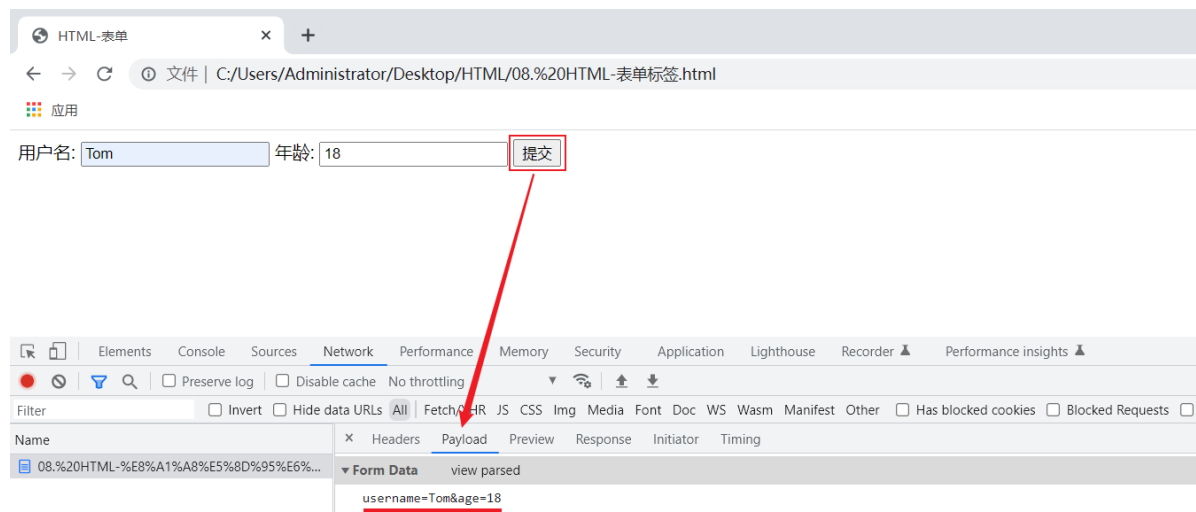 HTML-表单
文件 | C:/Users/Administrator/Desktop/HTML/08.%20HTML-表单标签.html
应用
用户名: Tom 年龄: 18 提交
Elements Console Sources Network Performance Memory Security Application Lighthouse Recorder Performance insights
Preserve log Disable cache No throttling
Filter Invert Hide data URLs All Fetch/XHR JS CSS Img Media Font Doc WS Wasm Manifest Other Has blocked cookies Blocked Requests
Name × Headers Payload Preview Response Initiator Timing
08.%20HTML-%E8%A1%A8%E5%8D%95%E6%... ▼Form Data view parsed
username=Tom&age=18